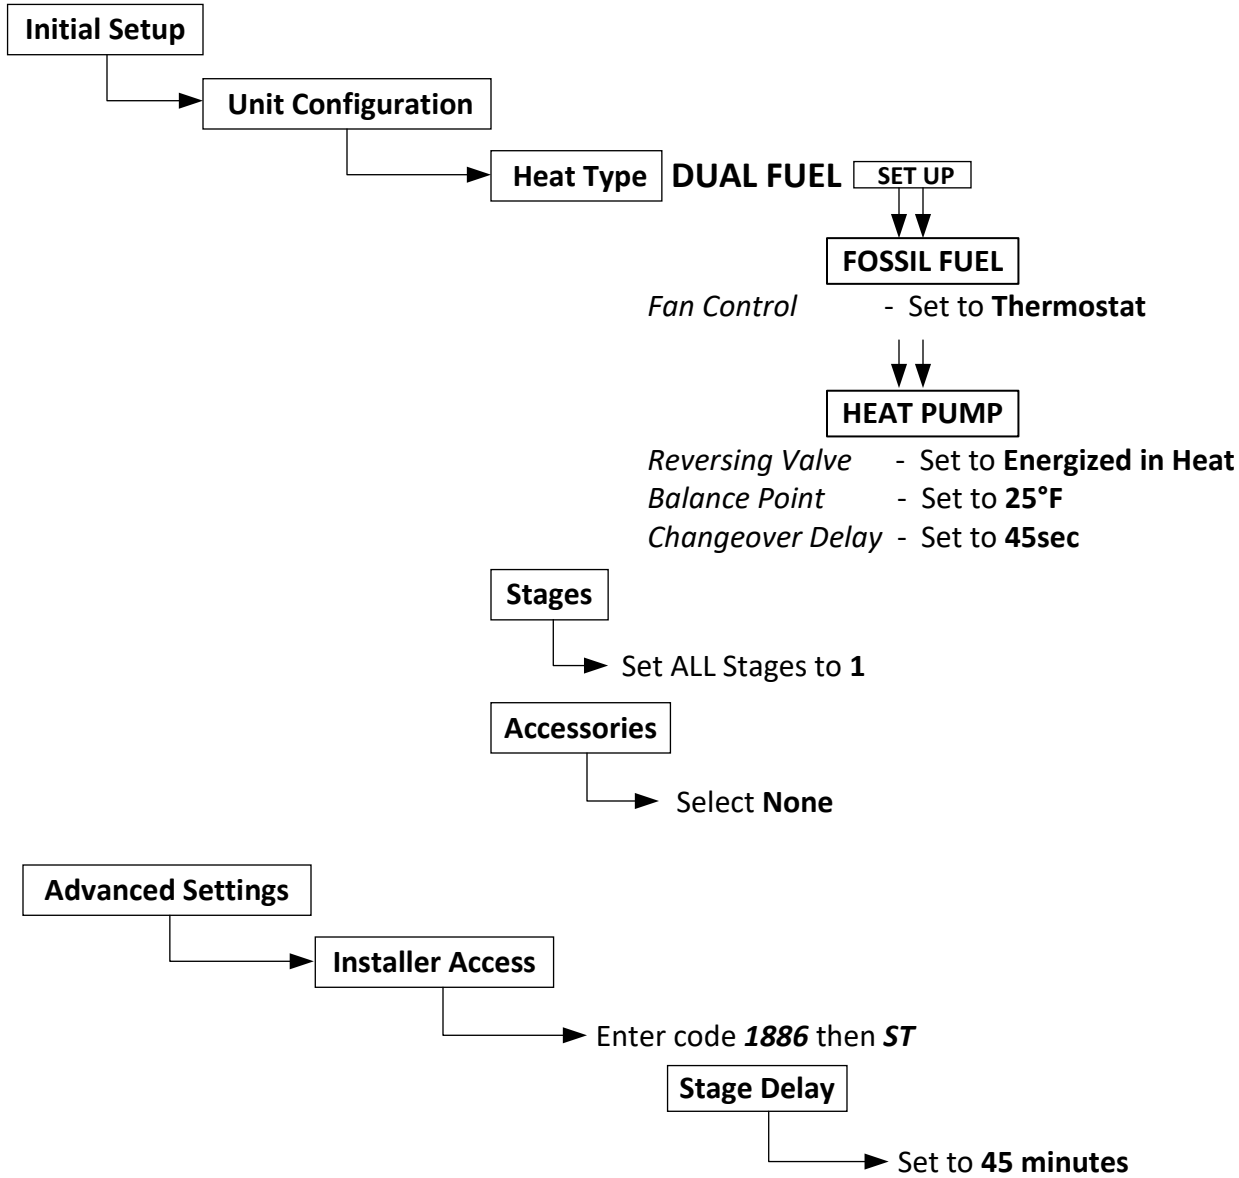 Initial Setup
Unit Configuration
Heat Type DUAL FUEL SET UP
FOSSIL FUEL
Fan Control - Set to Thermostat
HEAT PUMP
Reversing Valve - Set to Energized in Heat
Balance Point - Set to 25°F
Changeover Delay - Set to 45sec
Stages
Set ALL Stages to 1
Accessories
Select None
Advanced Settings
Installer Access
Enter code 1886 then ST
Stage Delay
Set to 45 minutes